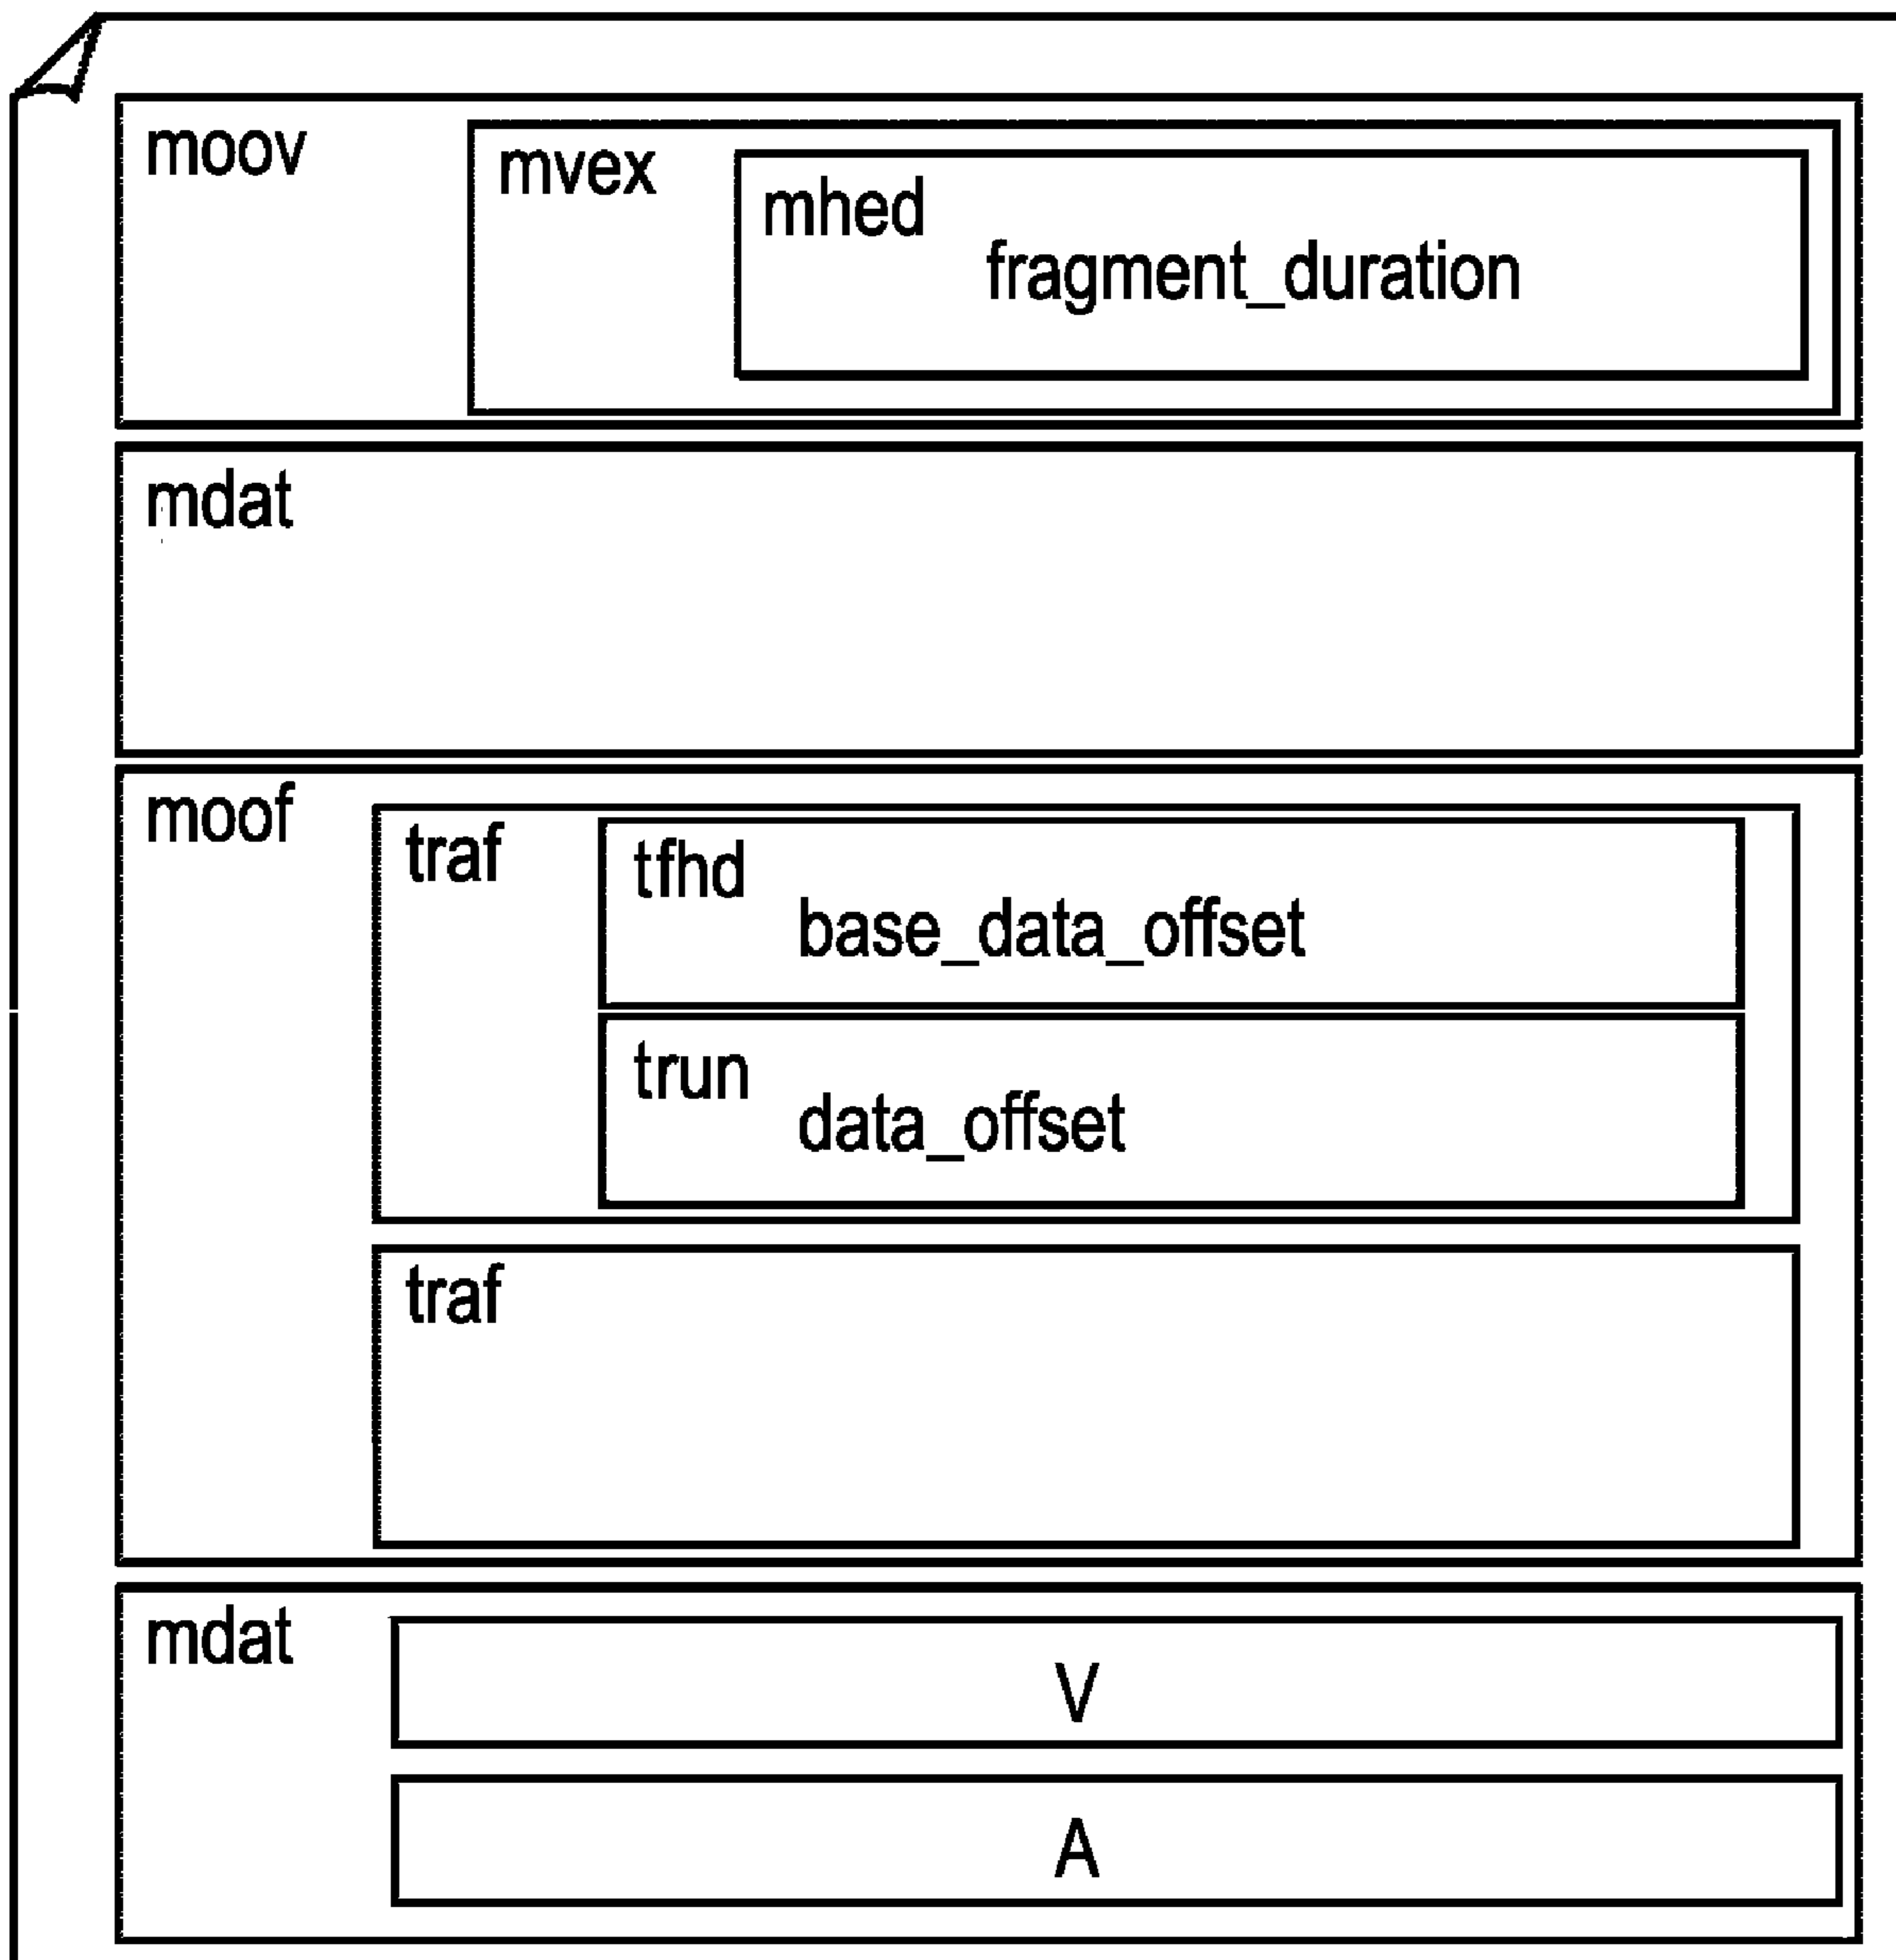 moov
mvex
mhed
fragment_duration
mdat
moof
traf
tfhd
base_data_offset
trun
data_offset
traf
mdat
V
A